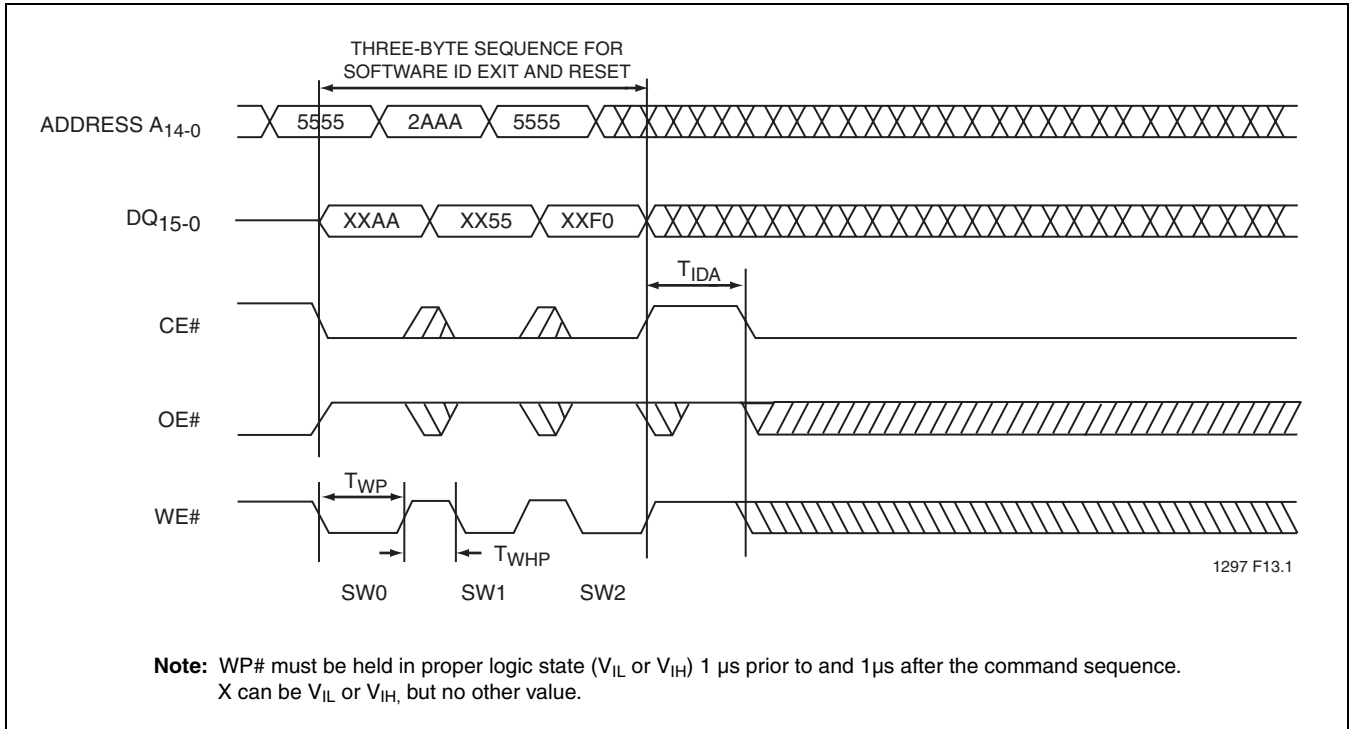 THREE-BYTE SEQUENCE FOR
SOFTWARE ID EXIT AND RESET
ADDRESS A14-0
5555 2AAA 5555
DQ15-0
XXAA XX55 XXF0
TIDA
CE#
OE#
TWP
WE#
TWHP
1297 F13.1
SW0 SW1 SW2
Note: WP# must be held in proper logic state (VIL or VIH) 1 µs prior to and 1µs after the command sequence.
X can be VIL or VIH, but no other value.